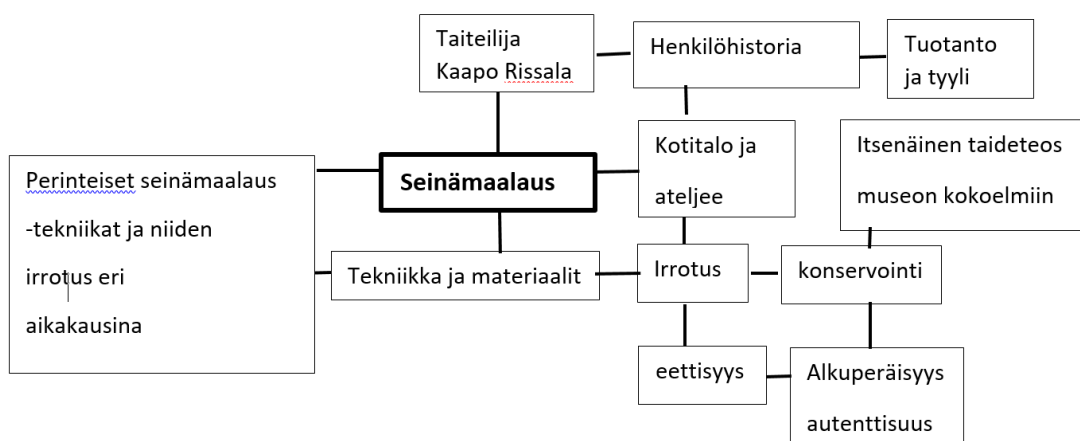 Taiteilija
Kaapo Rissala
Henkilöhistoria
Tuotanto
ja tyyli
Kotitalo ja
ateljee
Itsenäinen taideteos
museon kokoelmiin
Perinteiset seinämaalaus
-tekniikat ja niiden
irrotus eri
aikakausina
Seinämaalaus
Tekniikka ja materiaalit
Irrotus
konservointi
eettisyys
Alkuperäisyys
autenttisuus